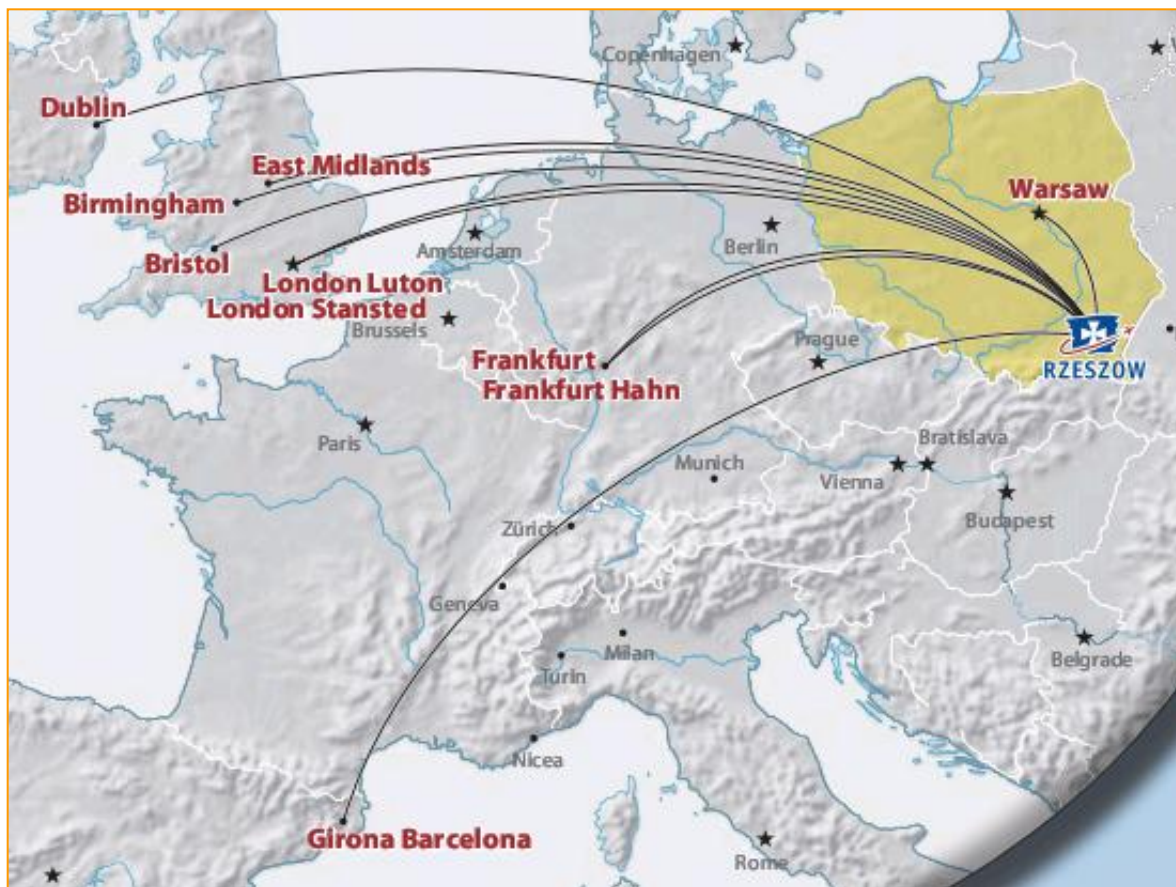 Copenhagen
Dublin
East Midlands
Birmingham
Warsaw
Bristol
Amsterdam
Berlin
London Luton
London Stansted
Brussels
Frankfurt
Frankfurt Hahn
Prague
RZESZOW
Paris
Bratislava
Munich
Vienna
Budapest
Zürich
Geneva
Milan
Turin
Belgrade
Nicea
Girona Barcelona
Rome